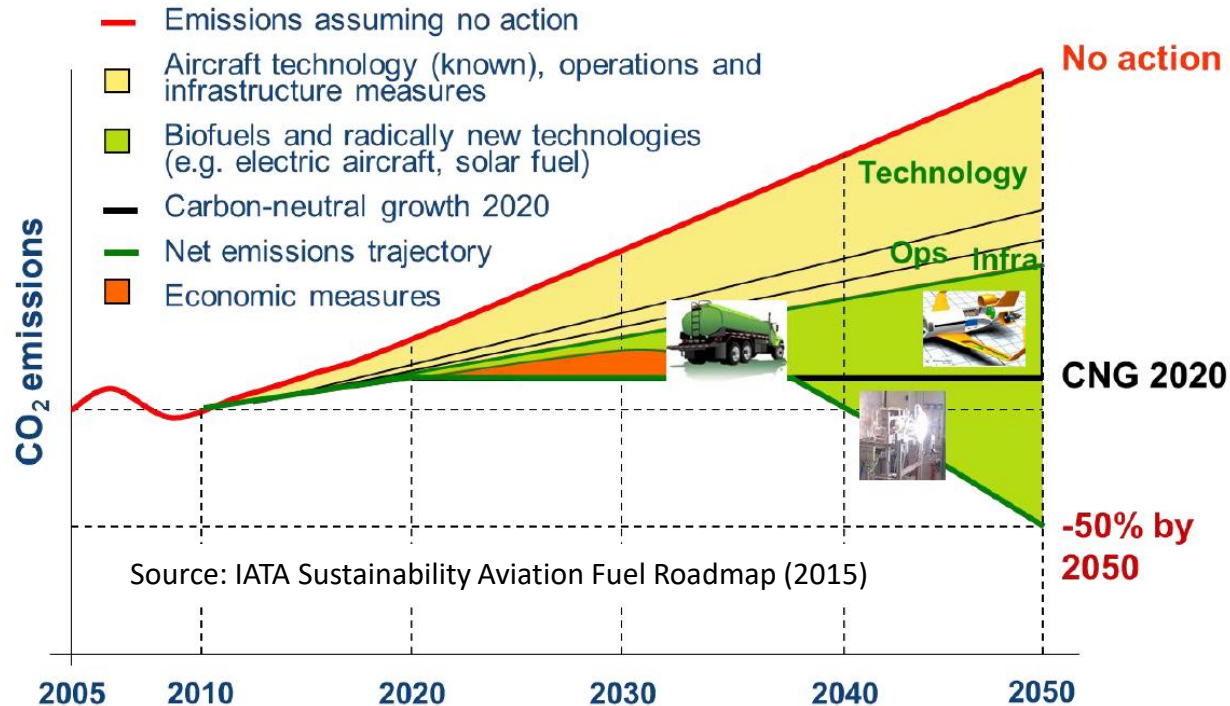 Emissions assuming no action
Aircraft technology (known), operations and
infrastructure measures
Biofuels and radically new technologies
(e.g. electric aircraft, solar fuel)
Carbon-neutral growth 2020
Net emissions trajectory
Economic measures
No action
Technology
Ops
Infra
CO₂ emissions
CNG 2020
-50% by
2050
Source: IATA Sustainability Aviation Fuel Roadmap (2015)
2005
2010
2020
2030
2040
2050